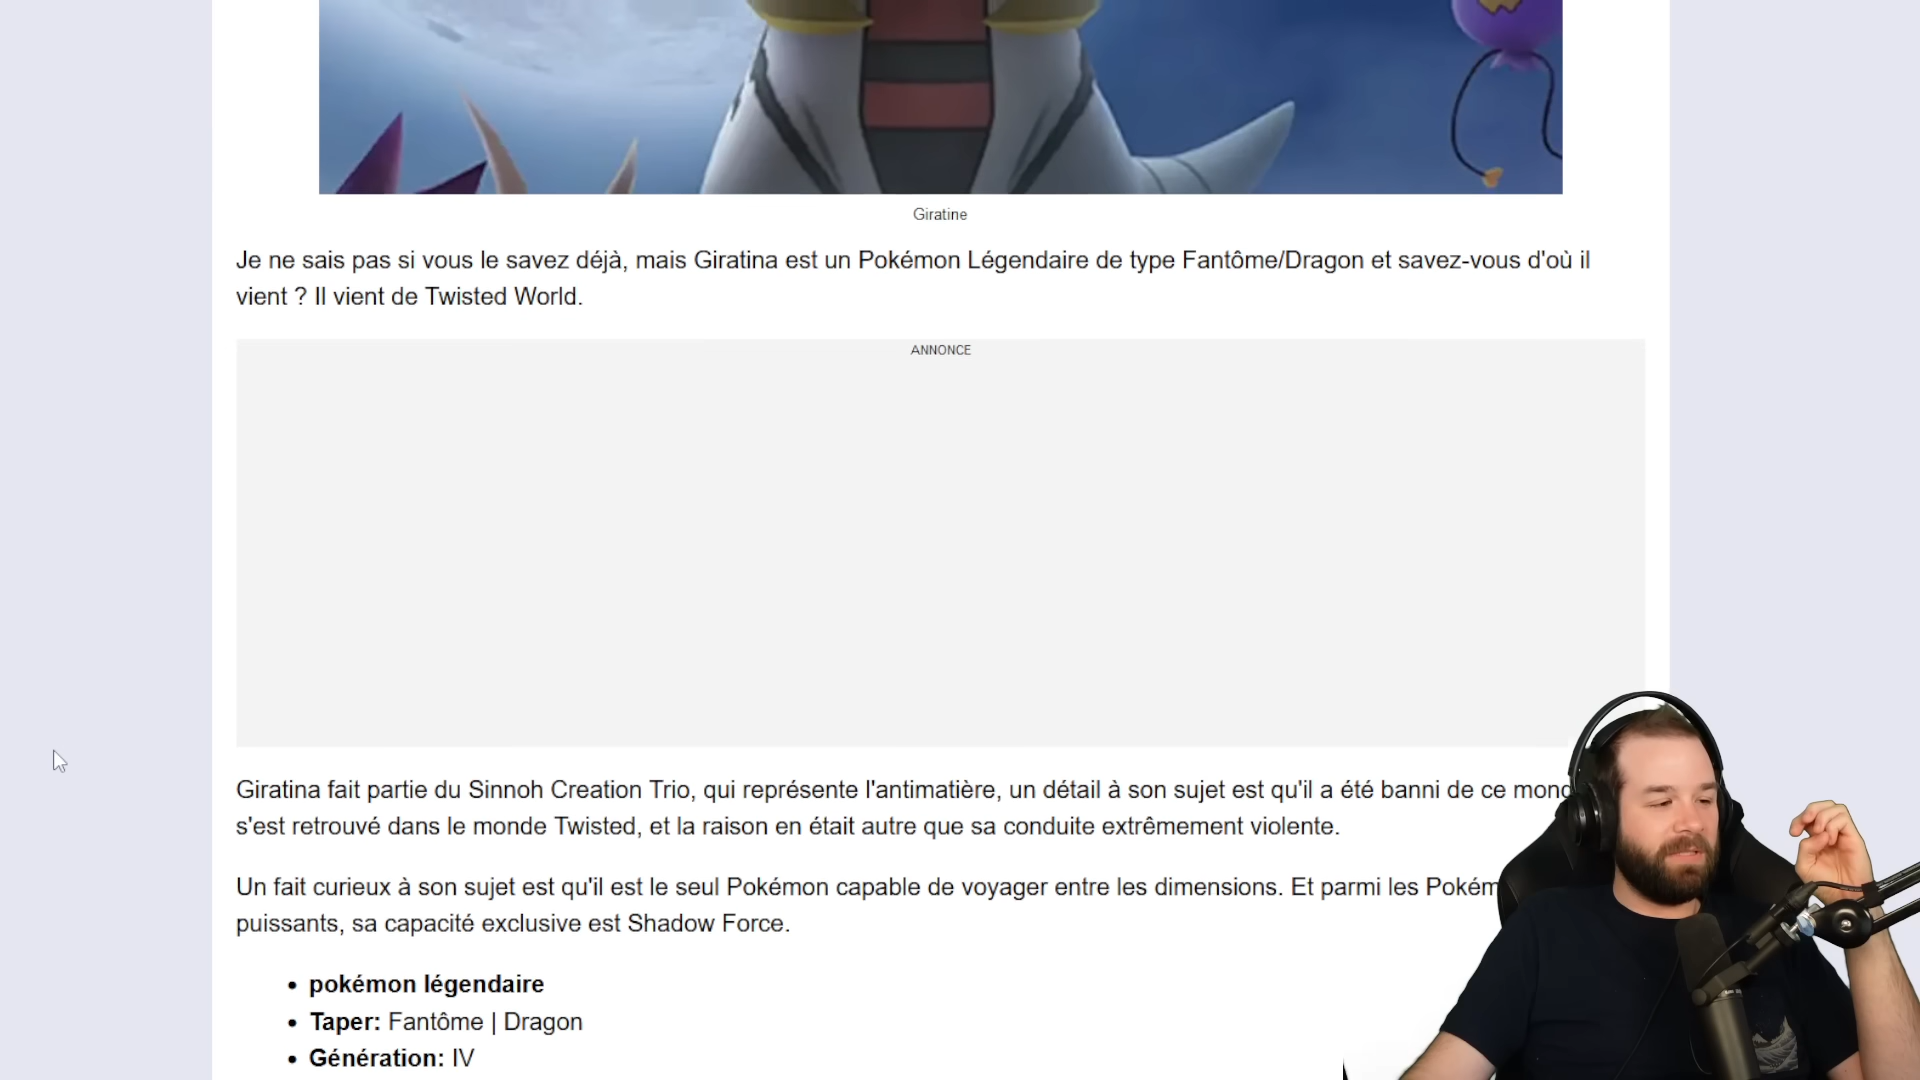 Giratine
Je ne sais pas si vous le savez déjà, mais Giratina est un Pokémon Légendaire de type Fantôme/Dragon et savez-vous d'où il
vient ? Il vient de Twisted World.
ANNONCE
Giratina fait partie du Sinnoh Creation Trio, qui représente l'antimatière, un détail à son sujet est qu'il a été banni de ce
s'est retrouvé dans le monde Twisted, et la raison en était autre que sa conduite extrêmement violente.
Un fait curieux à son sujet est qu'il est le seul Pokémon capable de voyager entre les dimensions. Et parmi les
puissants, sa capacité exclusive est Shadow Force.
• pokémon légendaire
• Taper: Fantôme | Dragon
• Génération: IV